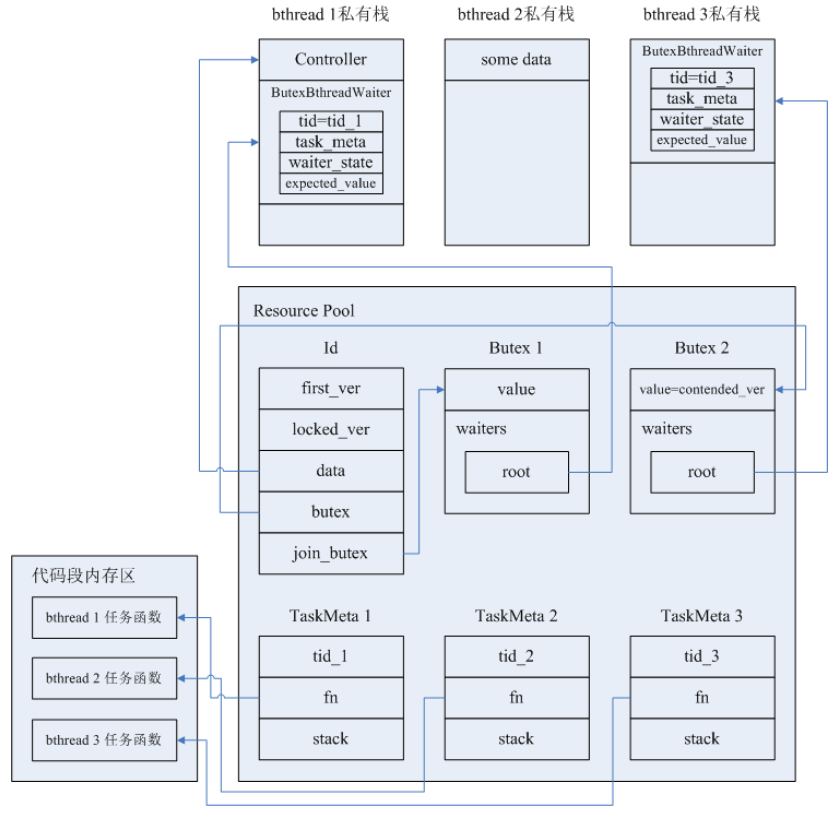 bthread 1私有栈
bthread 2私有栈
bthread 3私有栈
Controller
ButexBthreadWaiter
tid=tid_1
task_meta
waiter_state
expected_value
some data
ButexBthreadWaiter
tid=tid_3
task_meta
waiter_state
expected_value
Resource Pool
Id
first_ver
locked_ver
data
butex
join_butex
Butex 1
value
waiters
root
Butex 2
value=contended_ver
waiters
root
代码段内存区
bthread 1 任务函数
bthread 2 任务函数
bthread 3 任务函数
TaskMeta 1
tid_1
fn
stack
TaskMeta 2
tid_2
fn
stack
TaskMeta 3
tid_3
fn
stack